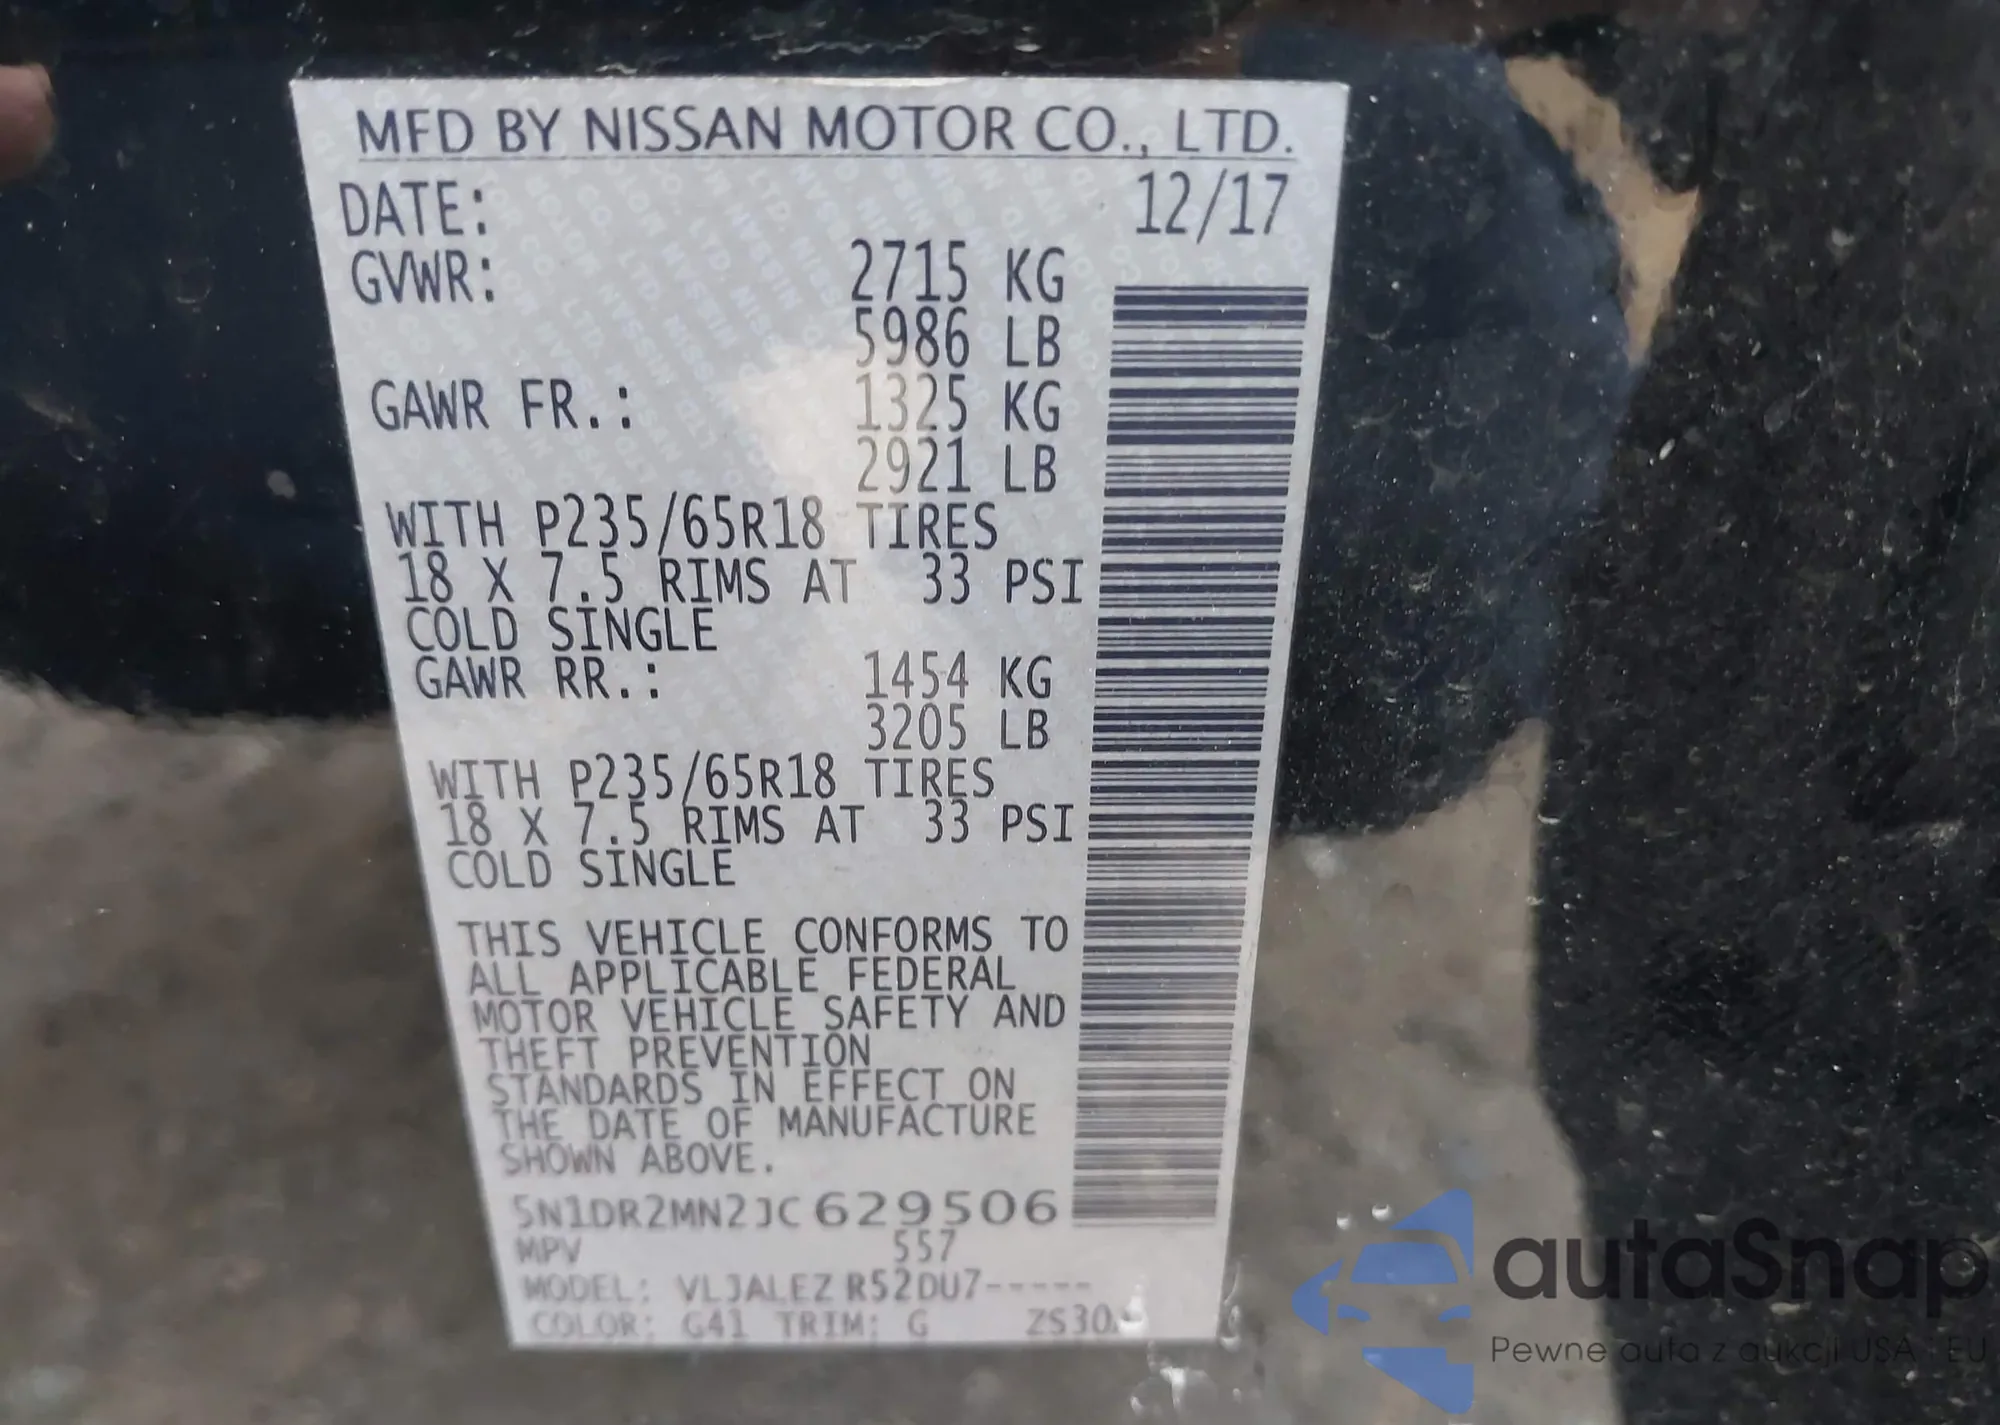 MFD BY NISSAN MOTOR CO., LTD.
DATE: 12/17
GVWR: 2715 KG
5986 LB
GAWR FR.: 1325 KG
2921 LB
WITH P235/65R18 TIRES
18 X 7.5 RIMS AT 33 PSI
COLD SINGLE
GAWR RR.: 1454 KG
3205 LB
WITH P235/65R18 TIRES
18 X 7.5 RIMS AT 33 PSI
COLD SINGLE
THIS VEHICLE CONFORMS TO
ALL APPLICABLE FEDERAL
MOTOR VEHICLE SAFETY AND
THEFT PREVENTION
STANDARDS IN EFFECT ON
THE DATE OF MANUFACTURE
SHOWN ABOVE.
5N1DR2MN2JC629506
MPV 557
MODEL: VLJALEZ R52DU7-----
COLOR: G41 TRIM: G
autaSnap
Pewne auta z aukcji USA i EU